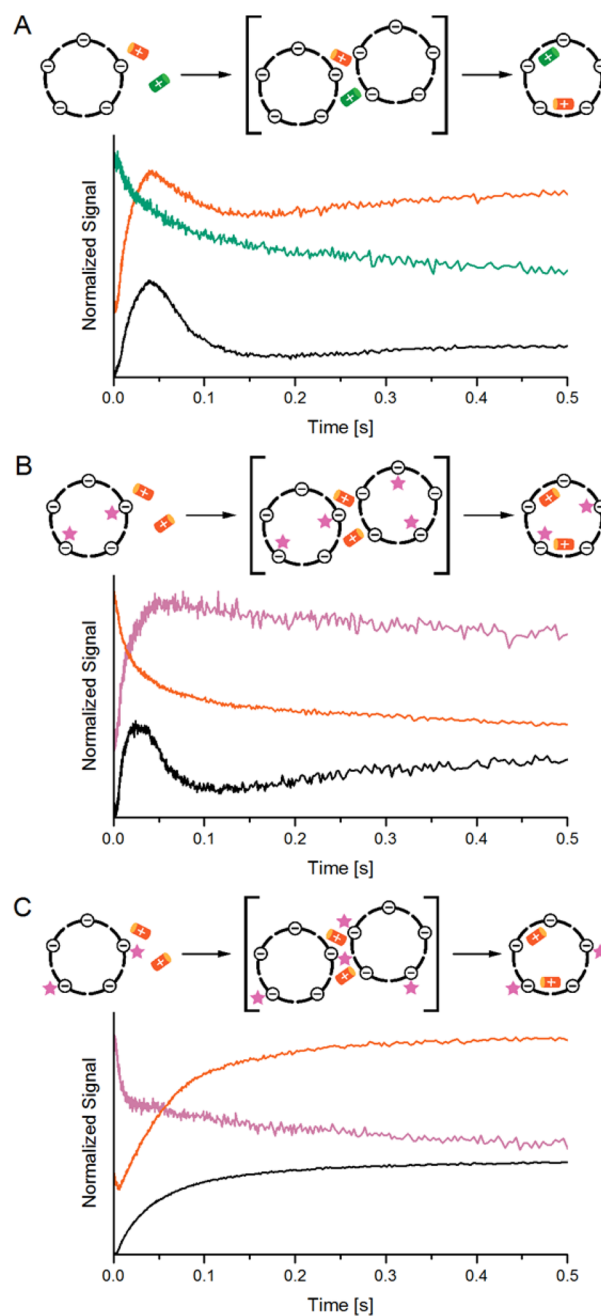 A
− − − − − + +
− − − − − + + − − − − −
− − − − − + +
Normalized Signal
0.0 0.1 0.2 0.3 0.4 0.5
Time [s]
B
− − − − − + +
− − − − − + + − − − − −
− − − − − + +
Normalized Signal
0.0 0.1 0.2 0.3 0.4 0.5
Time [s]
C
− − − − − + +
− − − − − + + − − − − −
− − − − − + +
Normalized Signal
0.0 0.1 0.2 0.3 0.4 0.5
Time [s]